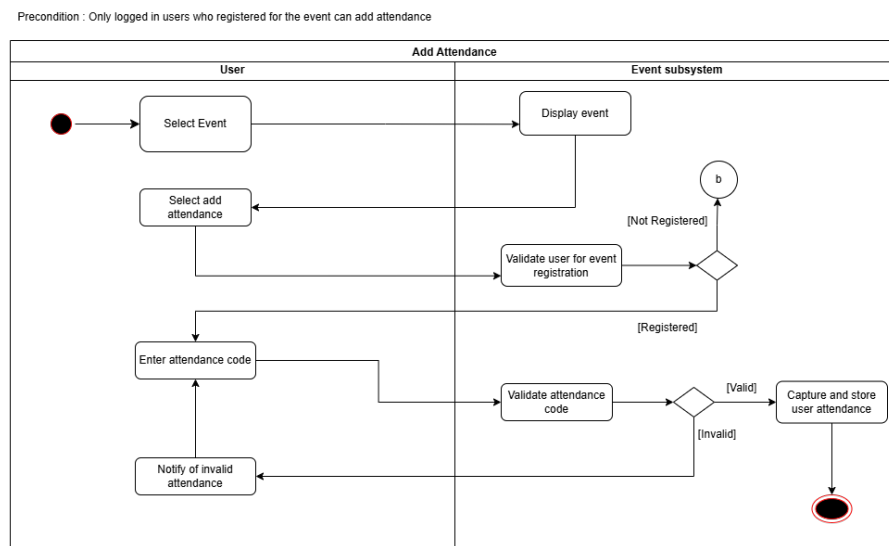 Precondition : Only logged in users who registered for the event can add attendance
Add Attendance
User
Event subsystem
Select Event
Display event
b
Select add
attendance
[Not Registered]
Validate user for event
registration
[Registered]
Enter attendance code
Validate attendance
code
[Valid]
Capture and store
user attendance
[Invalid]
Notify of invalid
attendance